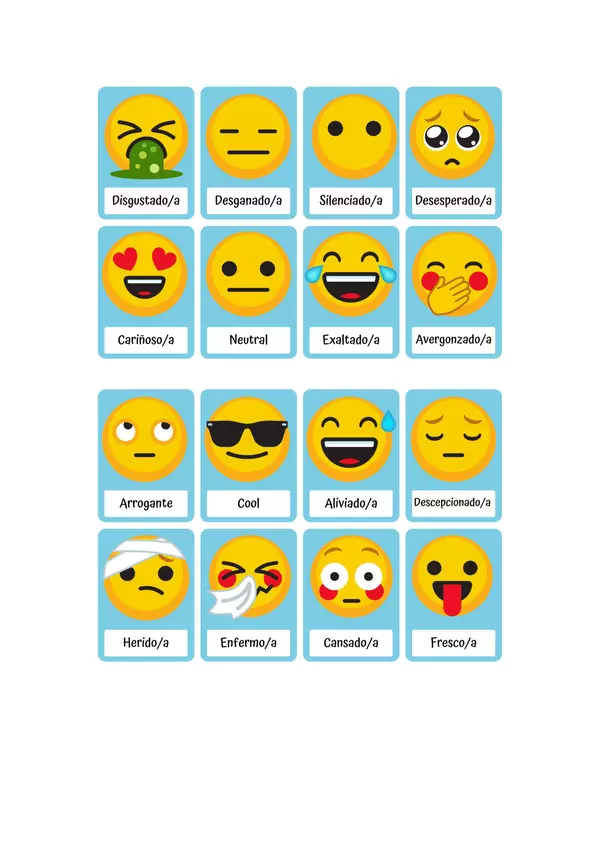 Disgustado/a
Desganado/a
Silenciado/a
Desesperado/a
Cariñoso/a
Neutral
Exaltado/a
Avergonzado/a
Arrogante
Cool
Aliviado/a
Descepcionado/a
Herido/a
Enfermo/a
Cansado/a
Fresco/a